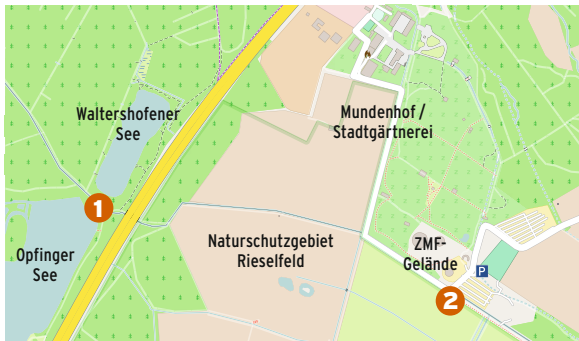 Waltershofener
See
Mundenhof /
Stadtgärtnerei
1
Opfinger
See
Naturschutzgebiet
Rieselfeld
ZMF-
Gelände
P
2